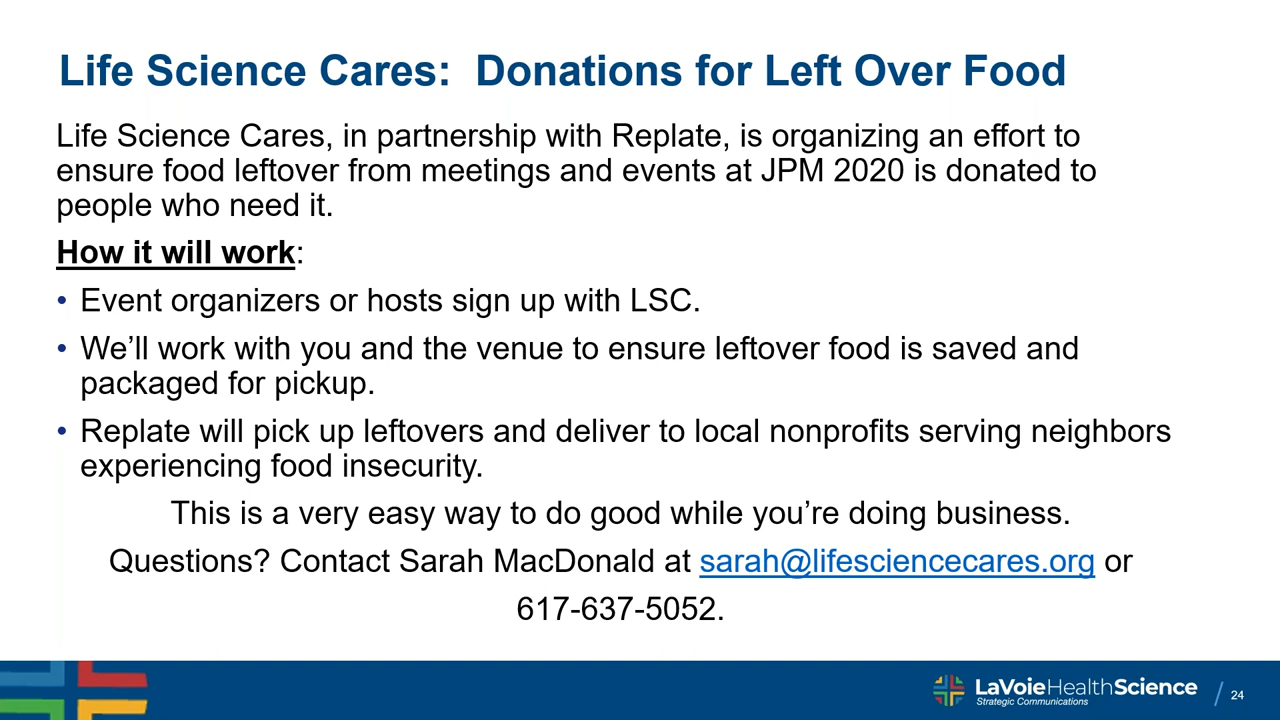 Life Science Cares:  Donations for Left Over Food
Life Science Cares, in partnership with Replate, is organizing an effort to
ensure food leftover from meetings and events at JPM 2020 is donated to
people who need it.
How it will work:
• Event organizers or hosts sign up with LSC.
• We’ll work with you and the venue to ensure leftover food is saved and
packaged for pickup.
• Replate will pick up leftovers and deliver to local nonprofits serving neighbors
experiencing food insecurity.
This is a very easy way to do good while you’re doing business.
Questions? Contact Sarah MacDonald at sarah@lifesciencecares.org or
617-637-5052.
LaVoieHealthScience
Strategic Communications
/ 24